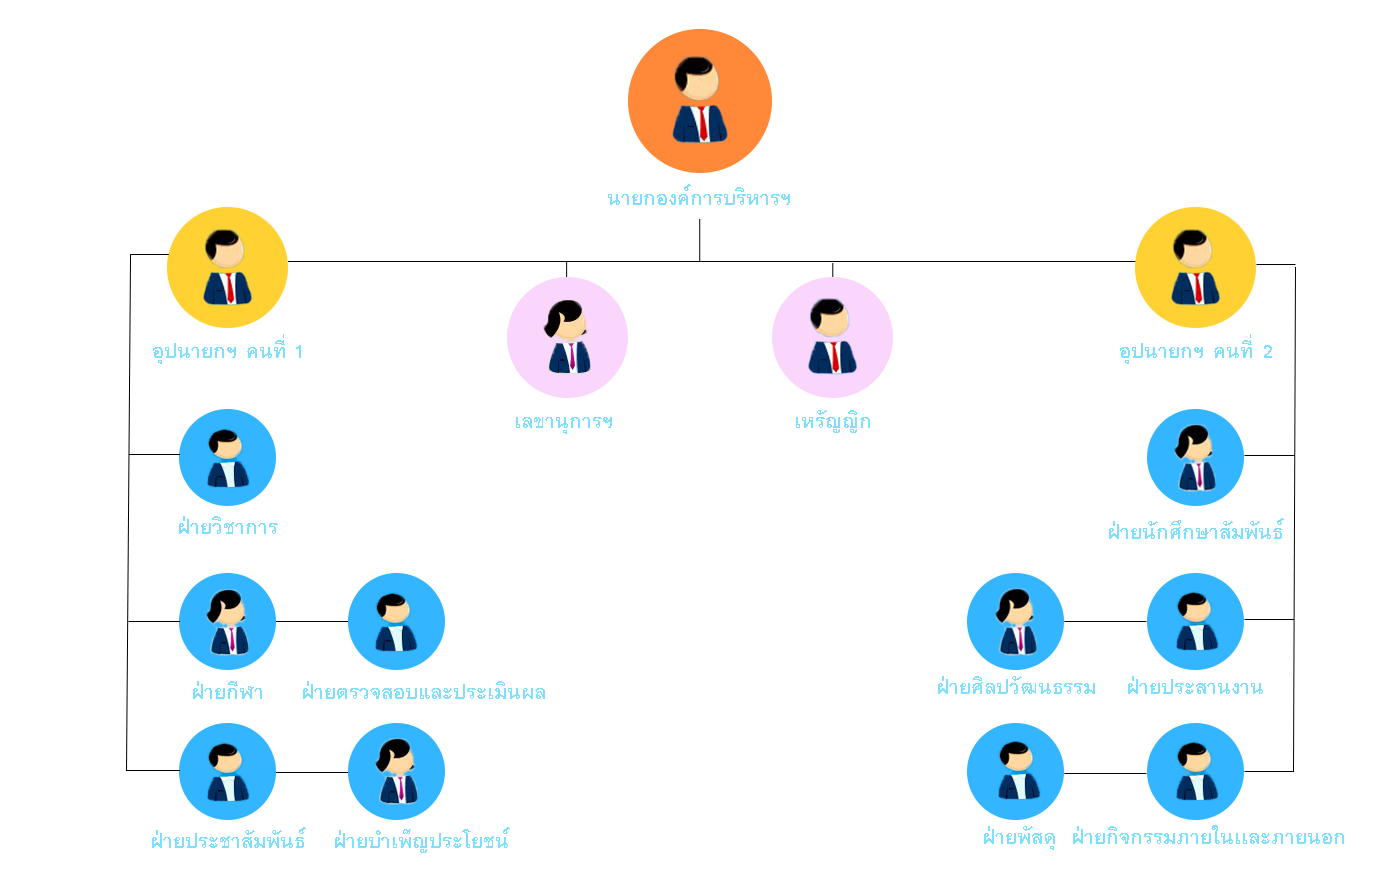 นายกองค์การบริหารฯ
อุปนายกฯ คนที่ 1
อุปนายกฯ คนที่ 2
เลขานุการฯ
เหรัญญิก
ฝ่ายวิชาการ
ฝ่ายนักศึกษาสัมพันธ์
ฝ่ายกีฬา
ฝ่ายตรวจสอบและประเมินผล
ฝ่ายศิลปวัฒนธรรม
ฝ่ายประสานงาน
ฝ่ายประชาสัมพันธ์
ฝ่ายบำเพ็ญประโยชน์
ฝ่ายพัสดุ
ฝ่ายกิจกรรมภายในและภายนอก